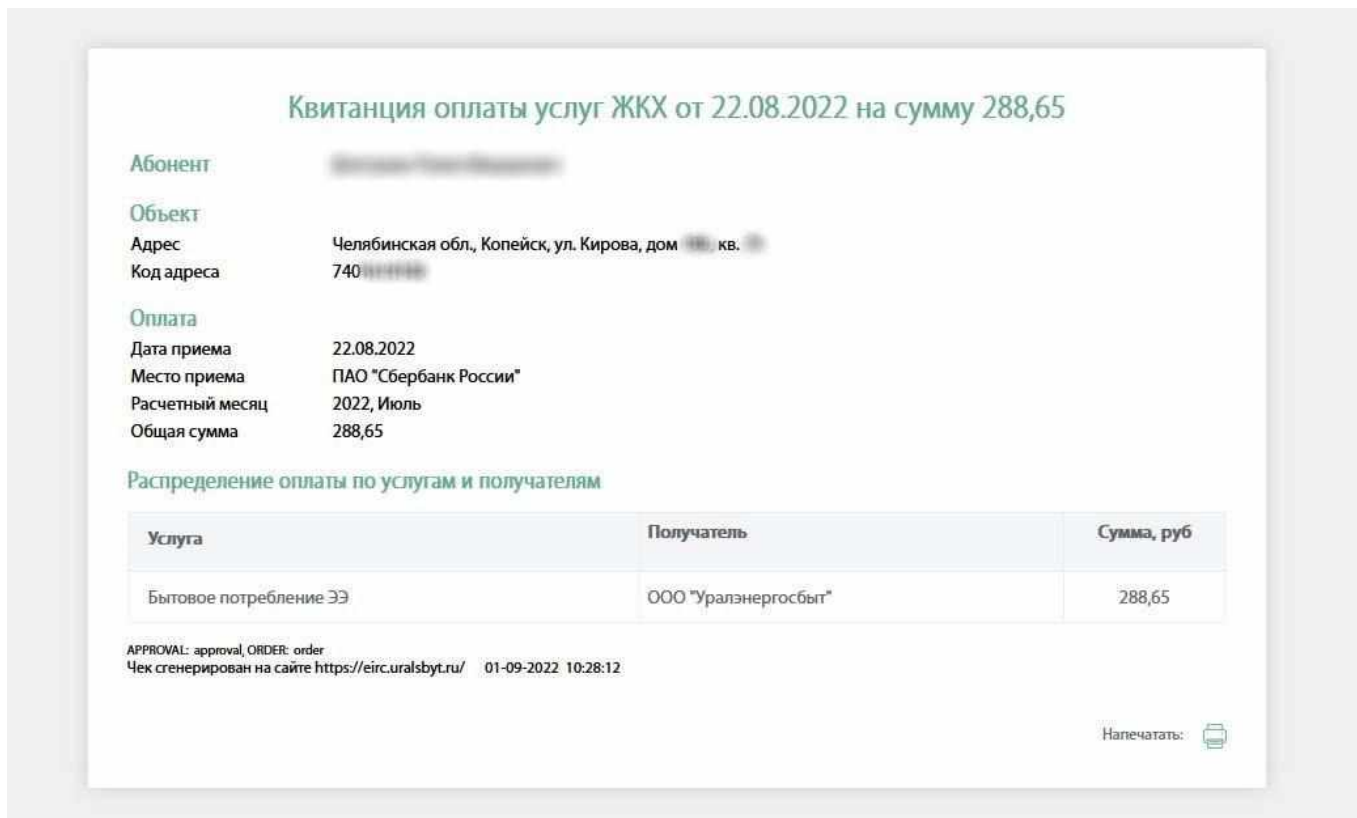 Квитанция оплаты услуг ЖКХ от 22.08.2022 на сумму 288,65
Абонент
Объект
Адрес Челябинская обл., Копейск, ул. Кирова, дом кв.
Код адреса 740
Оплата
Дата приема 22.08.2022
Место приема ПАО "Сбербанк России"
Расчетный месяц 2022, Июль
Общая сумма 288,65
Распределение оплаты по услугам и получателям
Услуга Получатель Сумма, руб
Бытовое потребление ЭЭ ООО "Уралэнергосбыт" 288,65
APPROVAL: approval, ORDER: order
Чек сгенерирован на сайте https://eirc.uralsbyt.ru/ 01-09-2022 10:28:12
Напечатать: